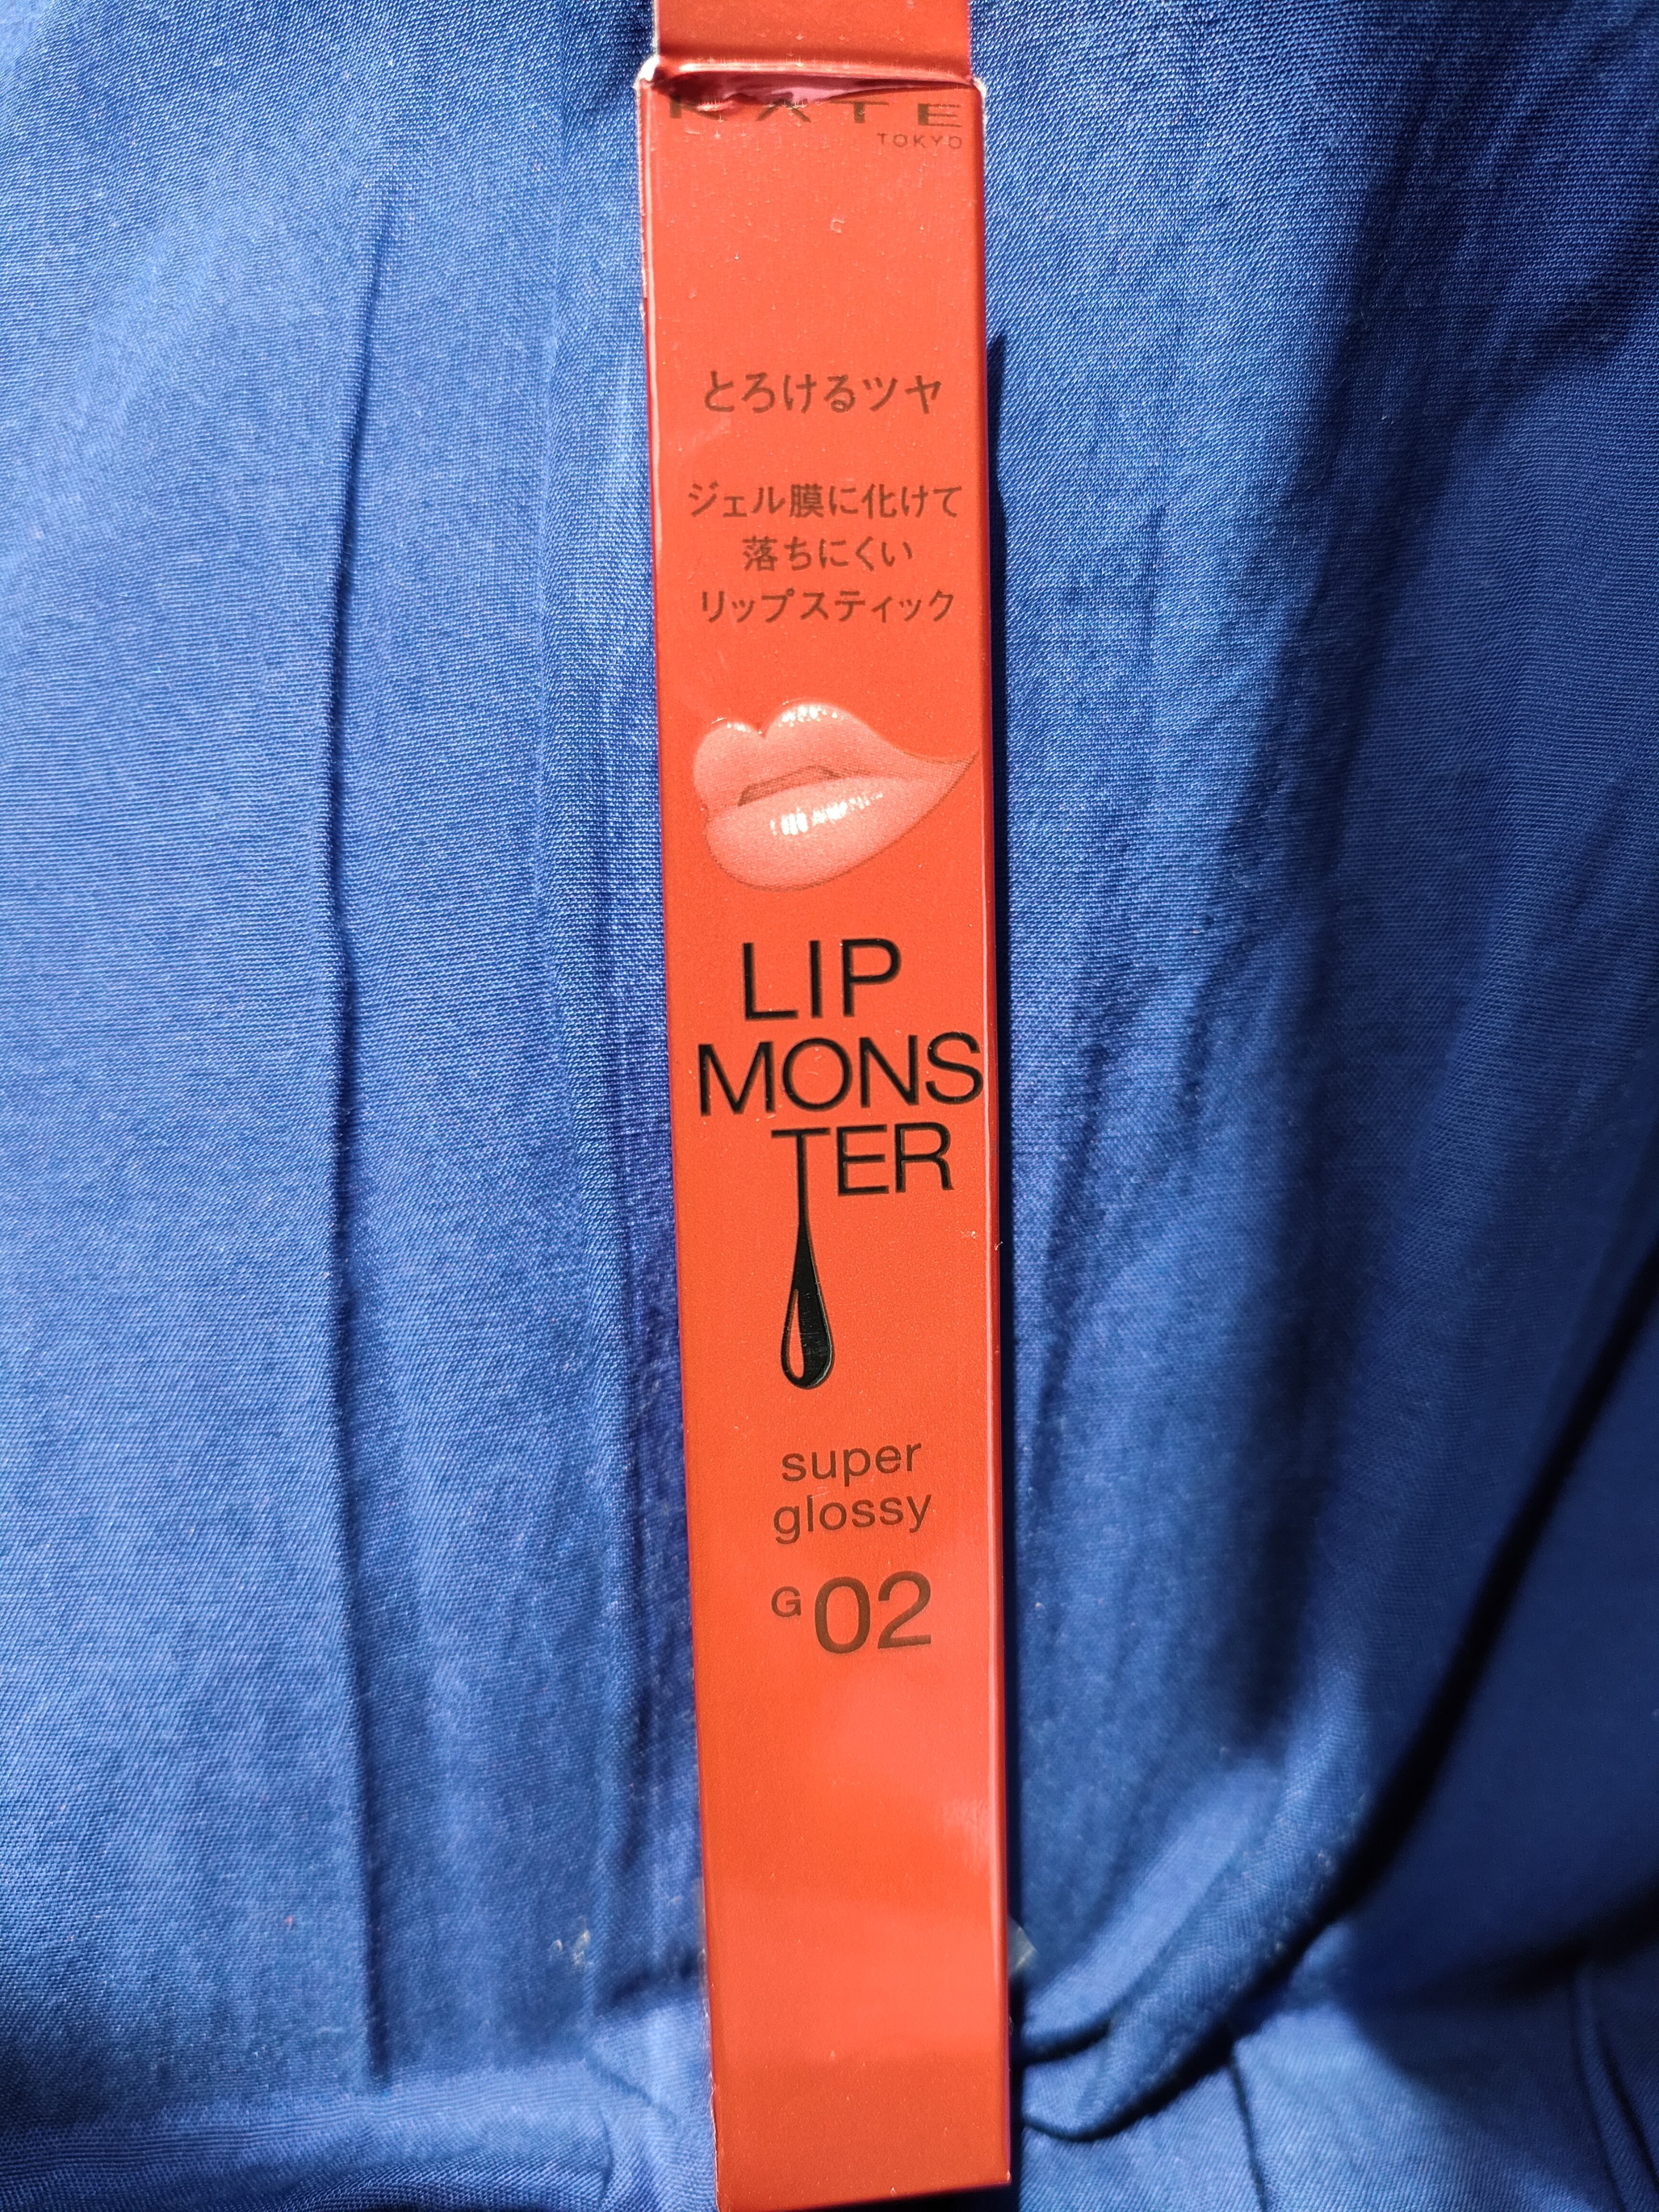 KATE
TOKYO
とろけるツヤ
ジェル膜に化けて
落ちにくい
リップスティック
LIP
MONS
TER
super
glossy
G02